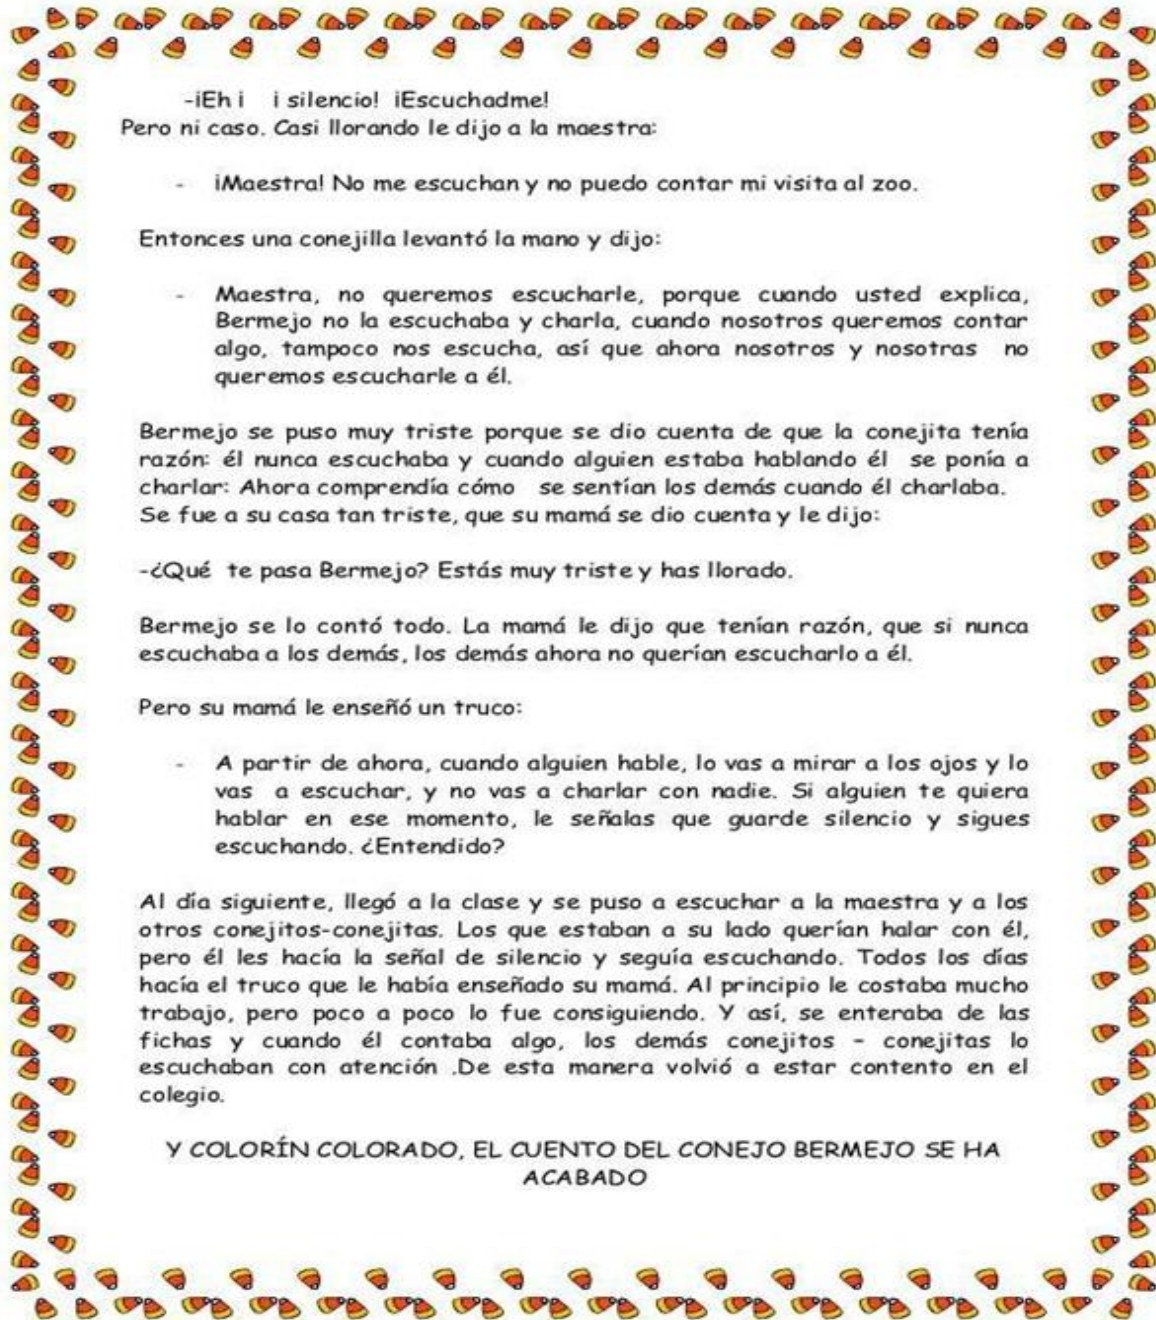 -¡Eh ¡   ¡ silencio! ¡Escuchadme!
Pero ni caso. Casi llorando le dijo a la maestra:
- ¡Maestra! No me escuchan y no puedo contar mi visita al zoo.
Entonces una conejilla levantó la mano y dijo:
- Maestra, no queremos escucharle, porque cuando usted explica,
Bermejo no la escuchaba y charla, cuando nosotros queremos contar
algo, tampoco nos escucha, así que ahora nosotros y nosotras  no
queremos escucharle a él.
Bermejo se puso muy triste porque se dio cuenta de que la conejita tenía
razón: él nunca escuchaba y cuando alguien estaba hablando él  se ponía a
charlar: Ahora comprendía cómo  se sentían los demás cuando él charlaba.
Se fue a su casa tan triste, que su mamá se dio cuenta y le dijo:
-¿Qué  te pasa Bermejo? Estás muy triste y has llorado.
Bermejo se lo contó todo. La mamá le dijo que tenían razón, que si nunca
escuchaba a los demás, los demás ahora no querían escucharlo a él.
Pero su mamá le enseñó un truco:
- A partir de ahora, cuando alguien hable, lo vas a mirar a los ojos y lo
vas  a escuchar, y no vas a charlar con nadie. Si alguien te quiera
hablar en ese momento, le señalas que guarde silencio y sigues
escuchando. ¿Entendido?
Al día siguiente, llegó a la clase y se puso a escuchar a la maestra y a los
otros conejitos-conejitas. Los que estaban a su lado querían halar con él,
pero él les hacía la señal de silencio y seguía escuchando. Todos los días
hacía el truco que le había enseñado su mamá. Al principio le costaba mucho
trabajo, pero poco a poco lo fue consiguiendo. Y así, se enteraba de las
fichas y cuando él contaba algo, los demás conejitos – conejitas lo
escuchaban con atención .De esta manera volvió a estar contento en el
colegio.
Y COLORÍN COLORADO, EL CUENTO DEL CONEJO BERMEJO SE HA
ACABADO